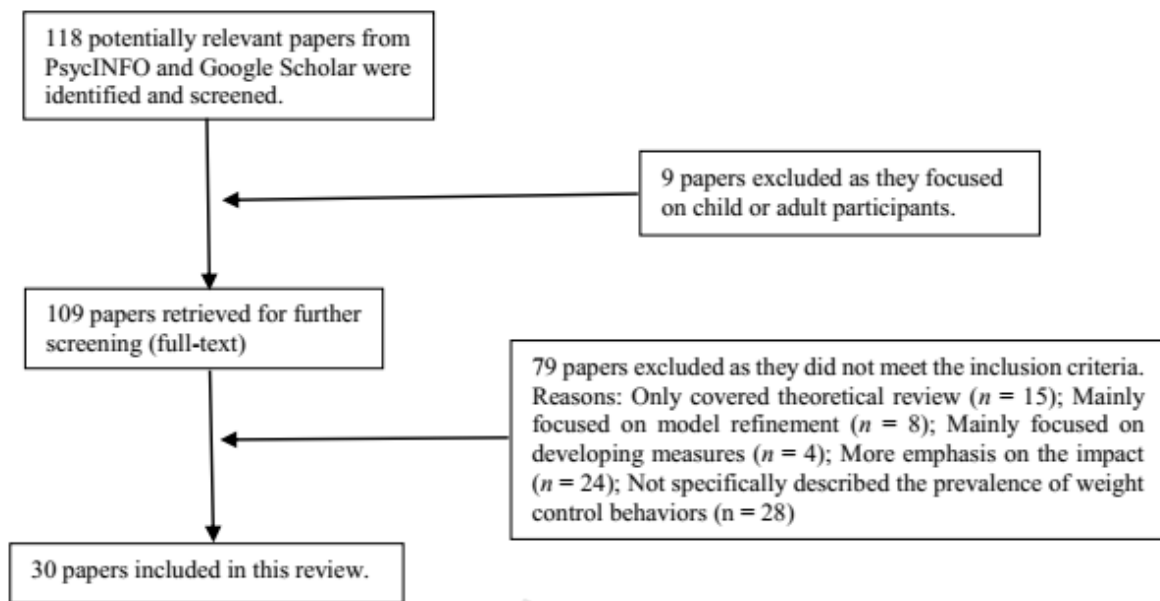 118 potentially relevant papers from
PsycINFO and Google Scholar were
identified and screened.
9 papers excluded as they focused
on child or adult participants.
109 papers retrieved for further
screening (full-text)
79 papers excluded as they did not meet the inclusion criteria.
Reasons: Only covered theoretical review (n = 15); Mainly
focused on model refinement (n = 8); Mainly focused on
developing measures (n = 4); More emphasis on the impact
(n = 24); Not specifically described the prevalence of weight
control behaviors (n = 28)
30 papers included in this review.